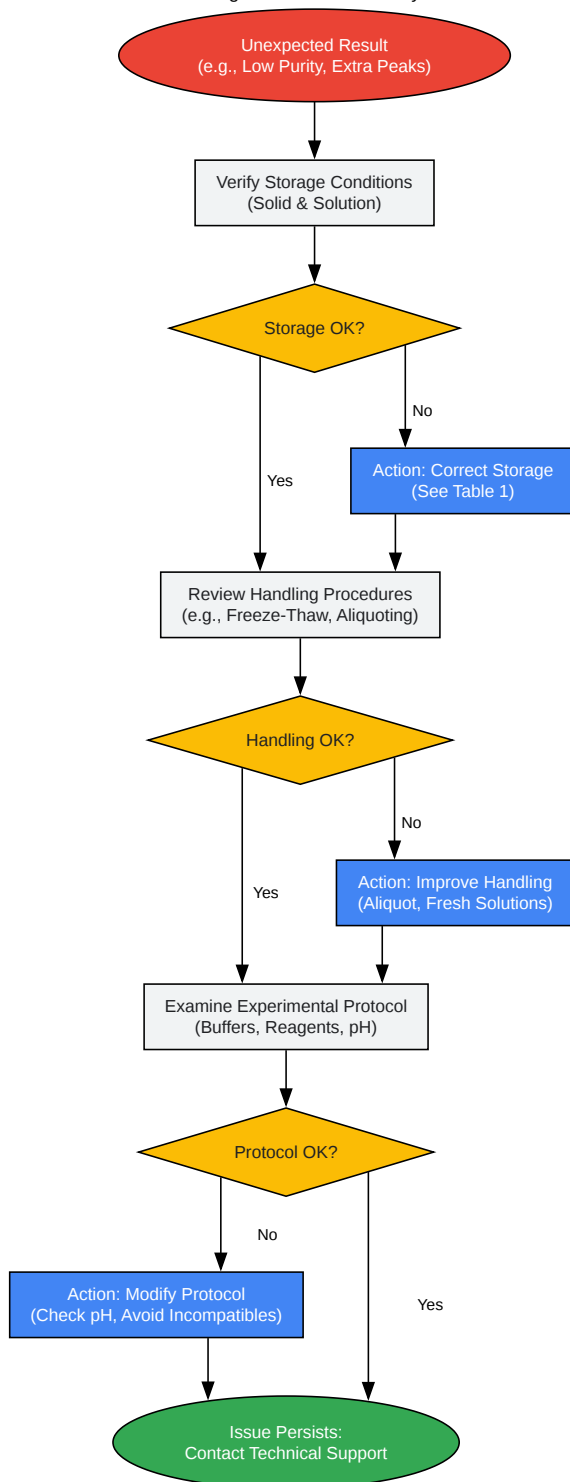 Unexpected Result
(e.g., Low Purity, Extra Peaks)
Verify Storage Conditions
(Solid & Solution)
Storage OK?
No
Yes
Action: Correct Storage
(See Table 1)
Review Handling Procedures
(e.g., Freeze-Thaw, Aliquoting)
Handling OK?
No
Yes
Action: Improve Handling
(Aliquot, Fresh Solutions)
Examine Experimental Protocol
(Buffers, Reagents, pH)
Protocol OK?
No
Action: Modify Protocol
(Check pH, Avoid Incompatibles)
Yes
Issue Persists:
Contact Technical Support